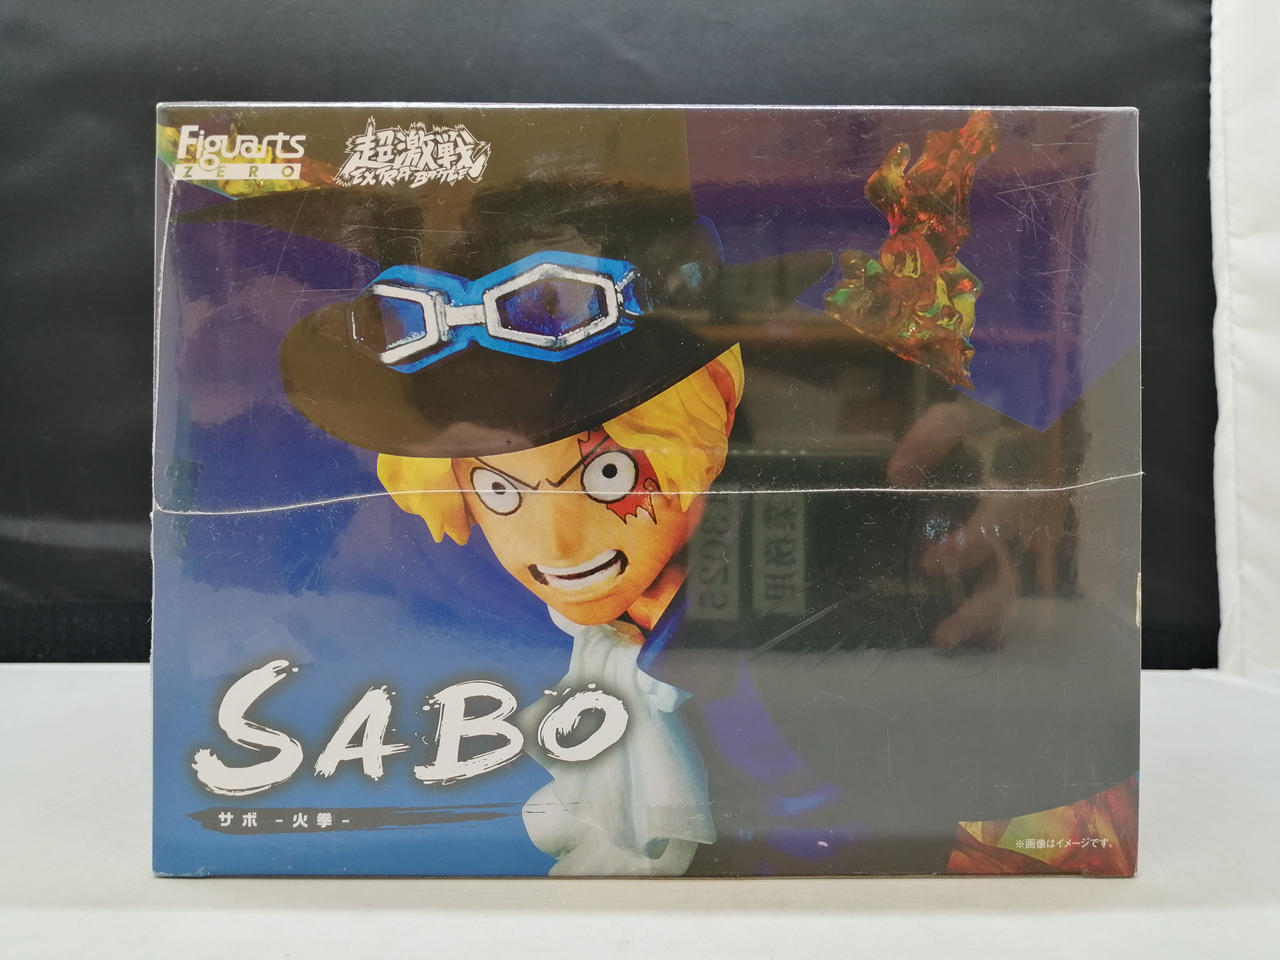 Figuarts
ZERO
超激戦
EXTRA BATTLE
SABO
サボ -火拳-
※画像はイメージです。